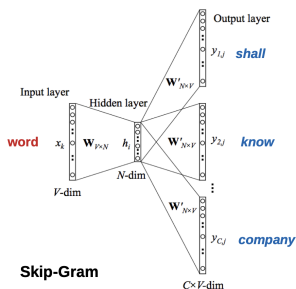 Output layer
y1,j shall
W'N×V
Input layer
Hidden layer
word xk WV×N hi W'N×V y2,j know
N-dim
V-dim
W'N×V
yC,j company
Skip-Gram
C×V-dim